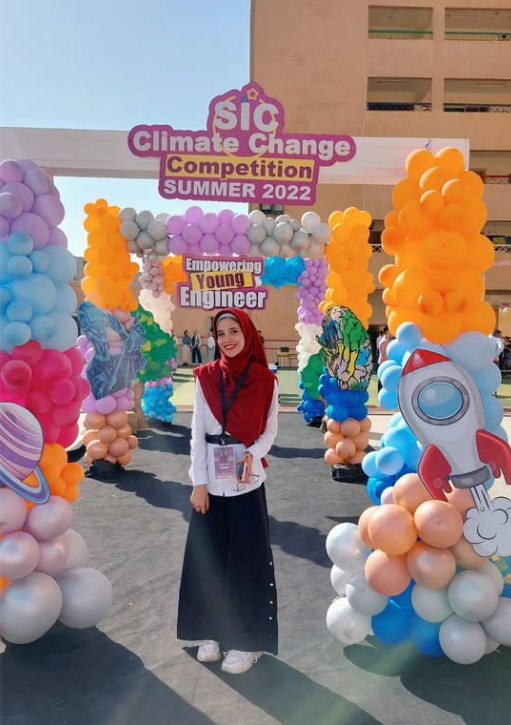 SIC
Climate Change
Competition
SUMMER 2022
Empowering
Young
Engineer